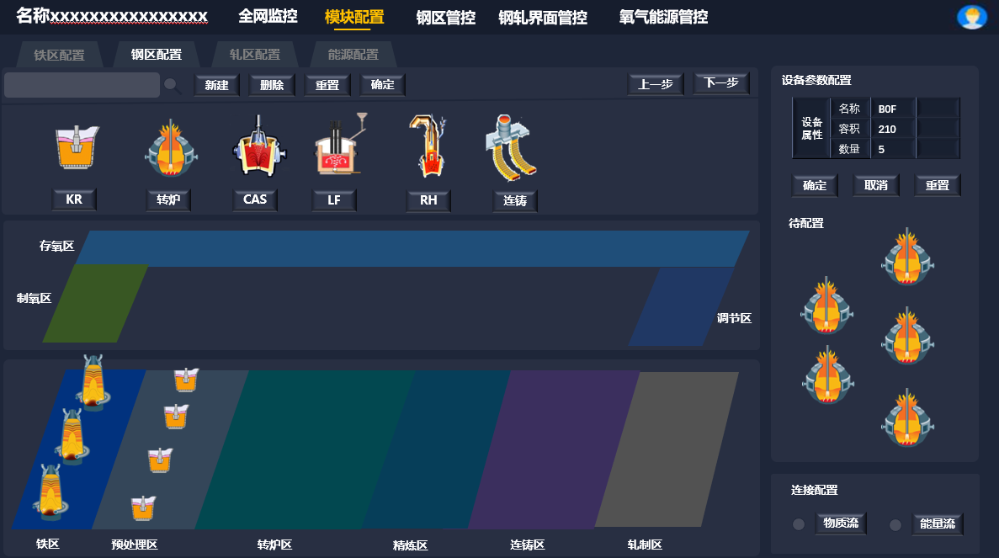 名称xxxxxxxxxxxxxxxx 全网监控 模块配置 钢区管控 钢轧界面管控 氧气能源管控
铁区配置 钢区配置 轧区配置 能源配置
新建 删除 重置 确定 上一步 下一步
KR 转炉 CAS LF RH 连铸
存氧区
制氧区
调节区
铁区 预处理区 转炉区 精炼区 连铸区 轧制区
设备参数配置
设备属性
名称 B0F
容积 210
数量 5
确定 取消 重置
待配置
连接配置
物质流 能量流